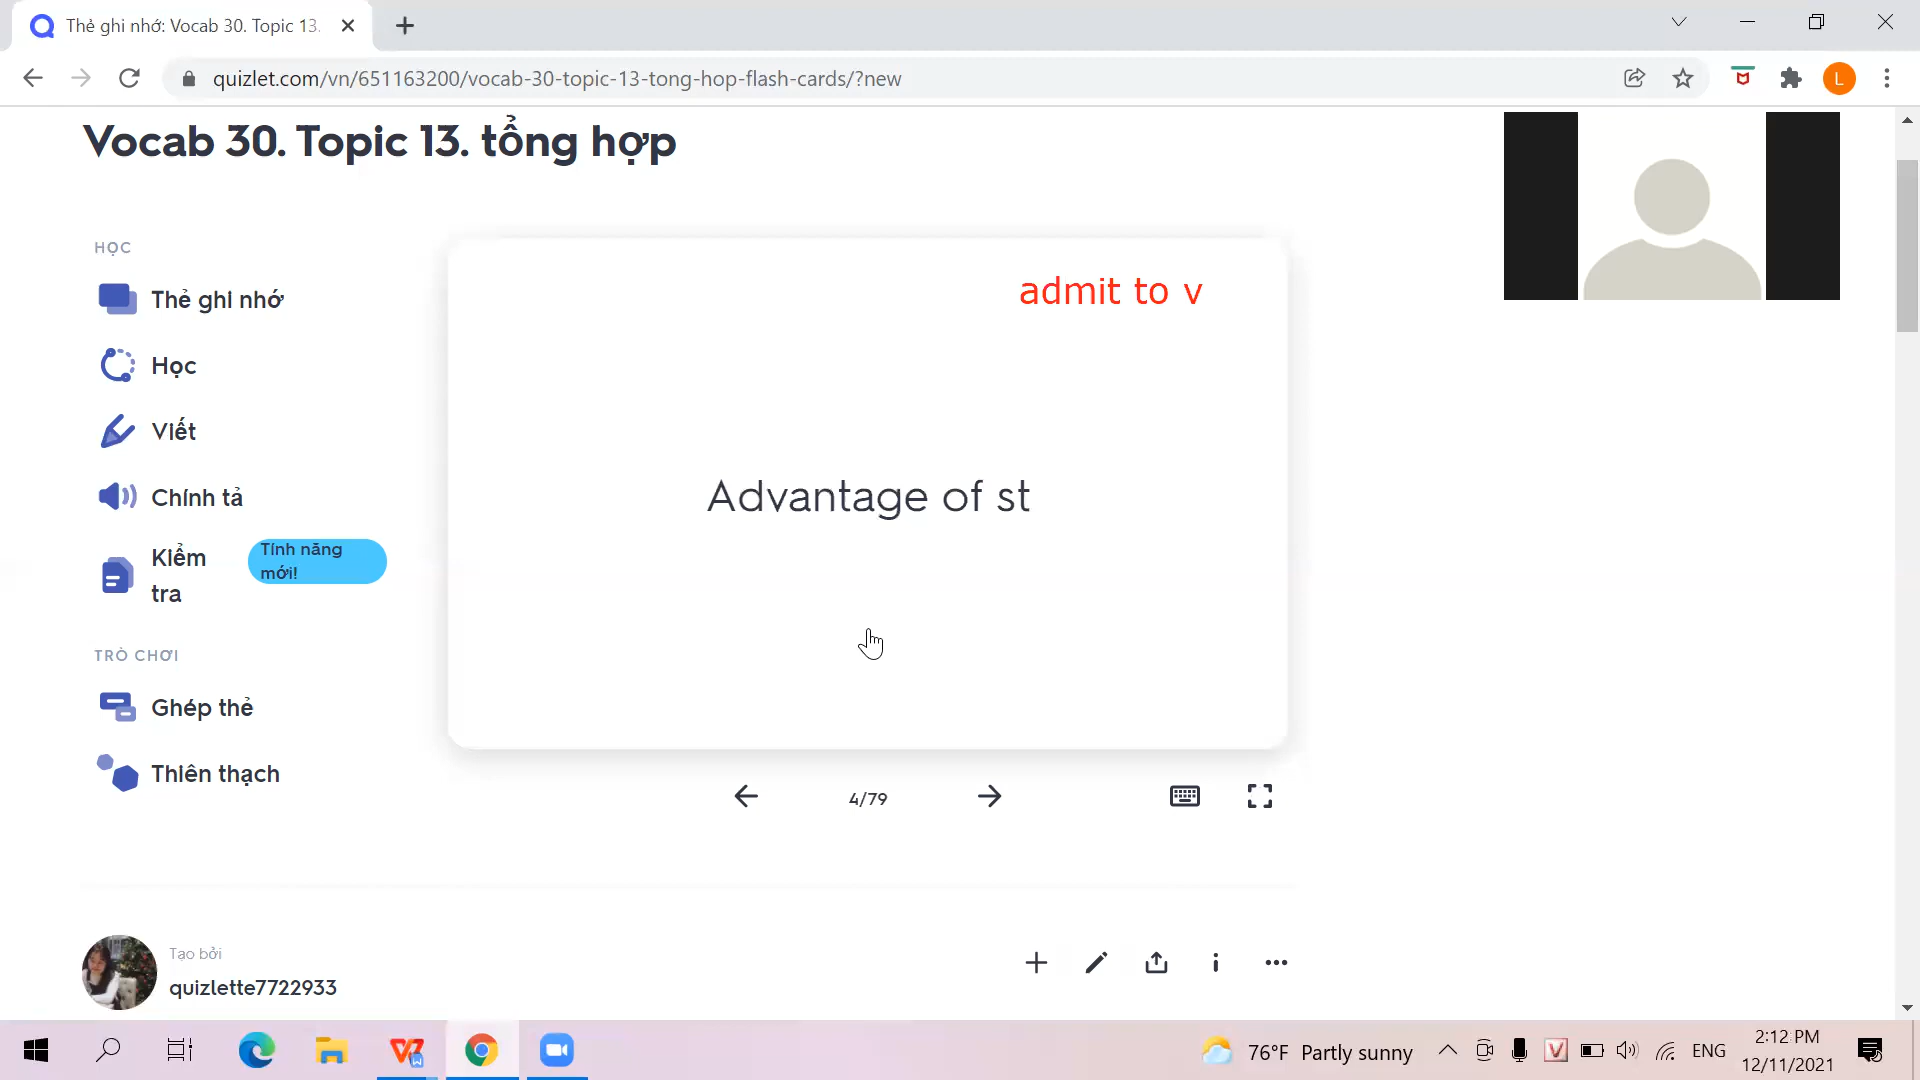 Thẻ ghi nhớ: Vocab 30. Topic 13.
quizlet.com/vn/651163200/vocab-30-topic-13-tong-hop-flash-cards/?new
L
Vocab 30. Topic 13. tổng hợp
HỌC
Thẻ ghi nhớ
Học
Viết
Chính tả
Kiểm tra
Tính năng mới!
TRÒ CHƠI
Ghép thẻ
Thiên thạch
admit to v
Advantage of st
4/79
Tạo bởi
quizlette7722933
76°F Partly sunny
ENG
2:12 PM
12/11/2021